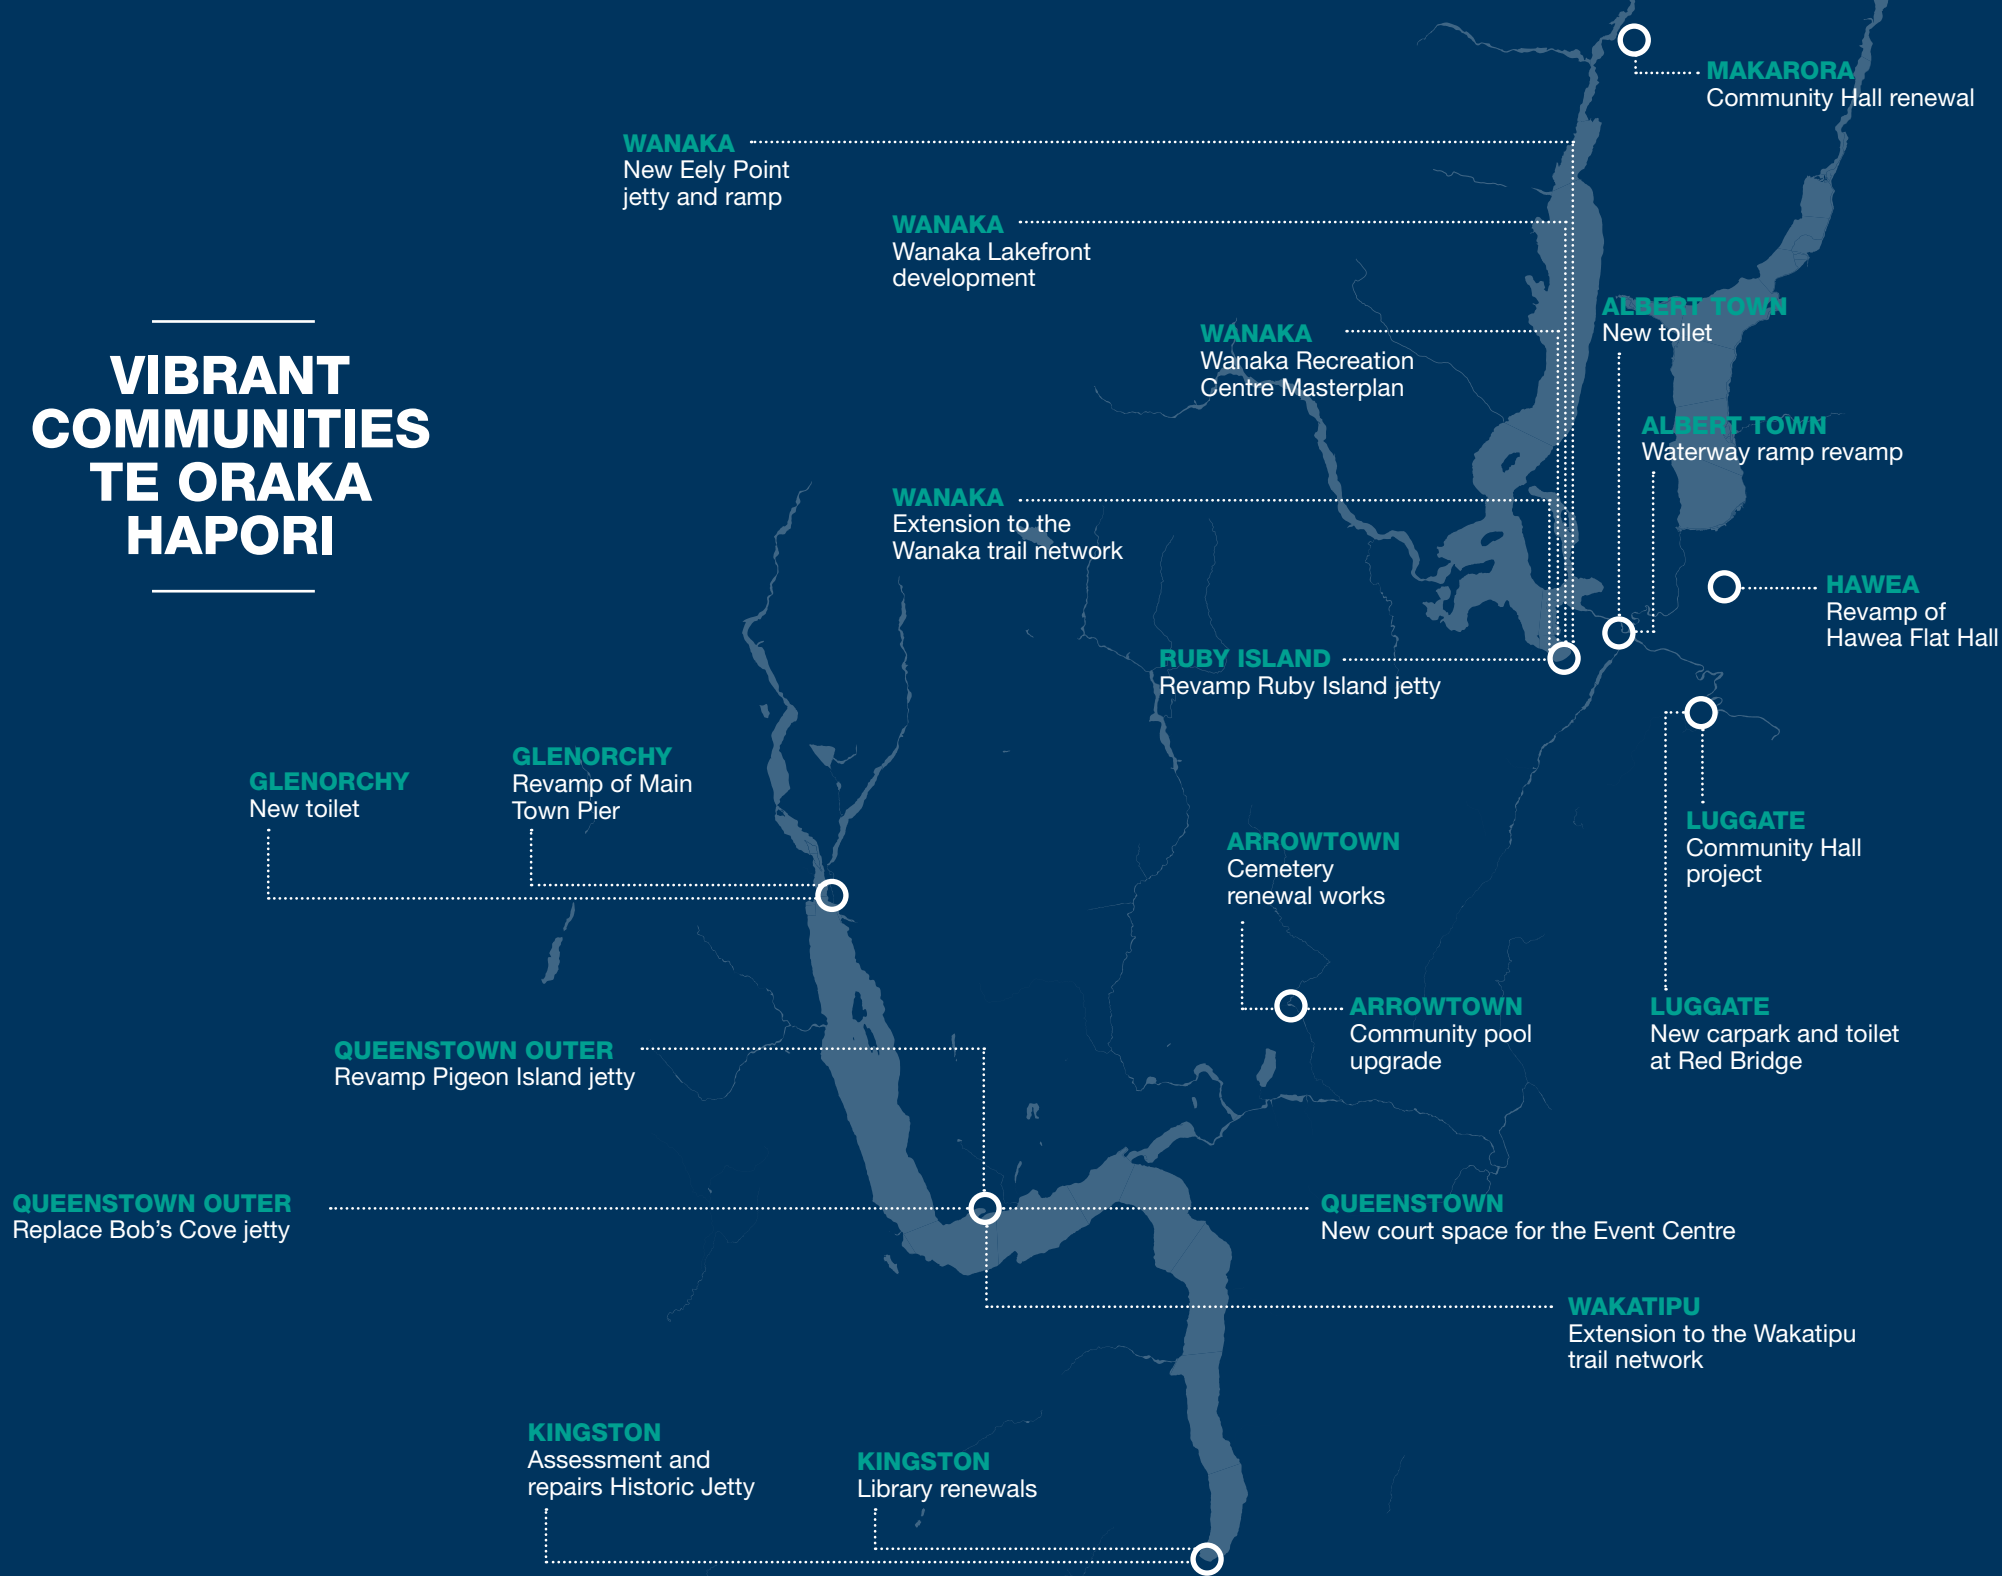 MAKARORA
Community Hall renewal
WANAKA
New Eely Point
jetty and ramp
WANAKA
Wanaka Lakefront
development
ALBERT TOWN
New toilet
WANAKA
Wanaka Recreation
Centre Masterplan
VIBRANT
COMMUNITIES
TE ORAKA
HAPORI
ALBERT TOWN
Waterway ramp revamp
WANAKA
Extension to the
Wanaka trail network
HAWEA
Revamp of
Hawea Flat Hall
RUBY ISLAND
Revamp Ruby Island jetty
GLENORCHY
New toilet
GLENORCHY
Revamp of Main
Town Pier
LUGGATE
Community Hall
project
ARROWTOWN
Cemetery
renewal works
ARROWTOWN
Community pool
upgrade
LUGGATE
New carpark and toilet
at Red Bridge
QUEENSTOWN OUTER
Revamp Pigeon Island jetty
QUEENSTOWN OUTER
Replace Bob’s Cove jetty
QUEENSTOWN
New court space for the Event Centre
WAKATIPU
Extension to the Wakatipu
trail network
KINGSTON
Assessment and
repairs Historic Jetty
KINGSTON
Library renewals